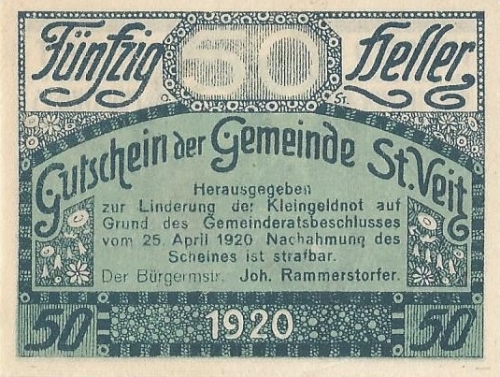 Fünfzig 50 Heller
St.
Gutschein der Gemeinde St. Veit
Herausgegeben
zur Linderung der Kleingeldnot auf
Grund des Gemeinderatsbeschlusses
vom 25. April 1920 Nachahmung des
Scheines ist strafbar.
Der Bürgermstr. Joh. Rammerstorfer.
50 1920 50